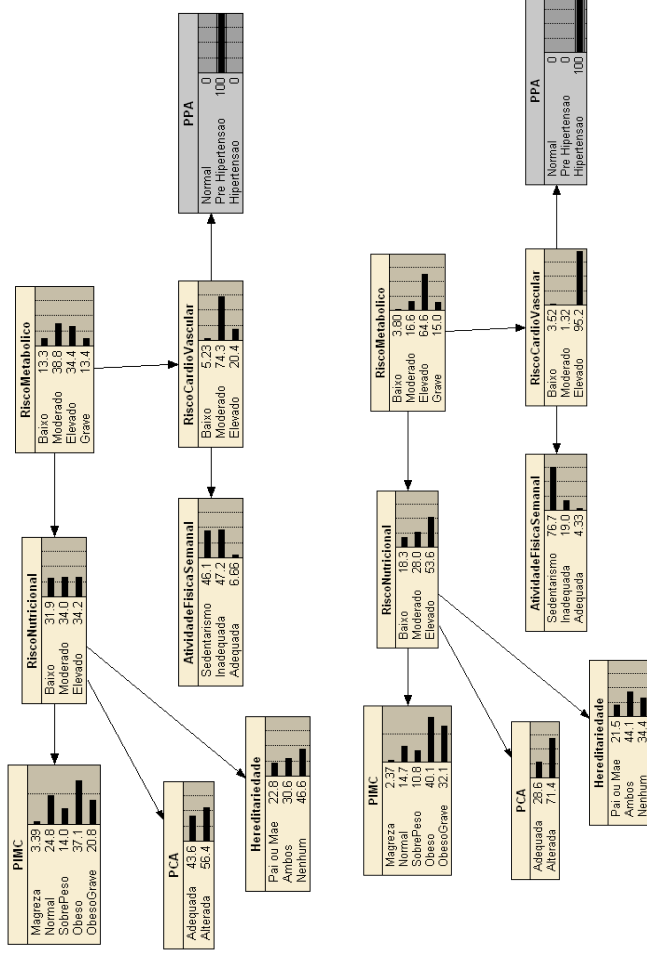 PIMC
Magreza 3.39
Normal 24.8
SobrePeso 14.0
Obeso 37.1
ObesoGrave 20.8
RiscoNutricional
Baixo 31.9
Moderado 34.0
Elevado 34.2
RiscoMetabolico
Baixo 13.3
Moderado 38.8
Elevado 34.4
Grave 13.4
PCA
Adequada 43.6
Alterada 56.4
AtividadeFisicaSemanal
Sedentarismo 46.1
Inadequada 47.2
Adequada 6.66
RiscoCardioVascular
Baixo 5.23
Moderado 74.3
Elevado 20.4
PPA
Normal 0
Pre Hipertensao 100
Hipertensao 0
Hereditariedade
Pai ou Mae 22.8
Ambos 30.6
Nenhum 46.6
PIMC
Magreza 2.37
Normal 14.7
SobrePeso 10.8
Obeso 40.1
ObesoGrave 32.1
RiscoNutricional
Baixo 18.3
Moderado 28.0
Elevado 53.6
RiscoMetabolico
Baixo 3.80
Moderado 16.6
Elevado 64.6
Grave 15.0
PCA
Adequada 28.6
Alterada 71.4
AtividadeFisicaSemanal
Sedentarismo 76.7
Inadequada 19.0
Adequada 4.33
RiscoCardioVascular
Baixo 3.52
Moderado 1.32
Elevado 95.2
PPA
Normal 0
Pre Hipertensao 0
Hipertensao 100
Hereditariedade
Pai ou Mae 21.5
Ambos 44.1
Nenhum 34.4